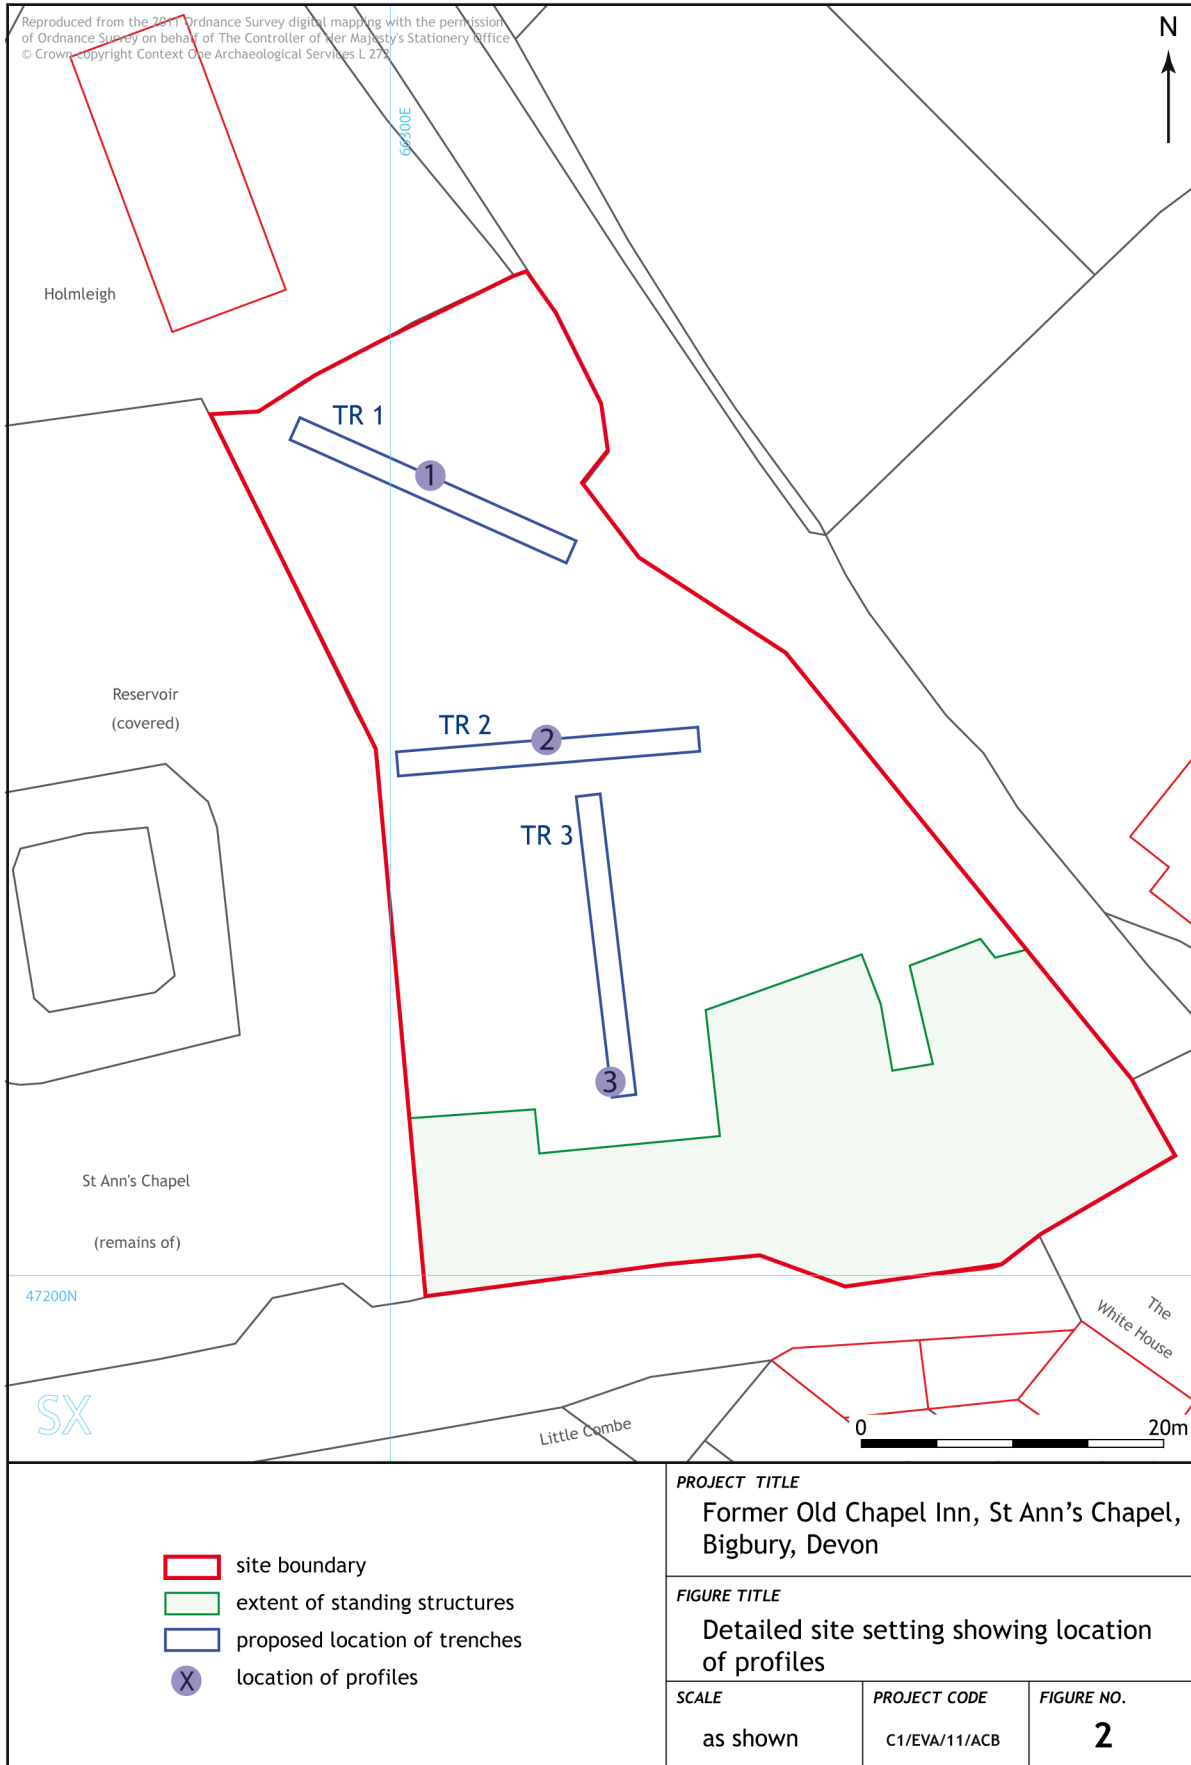 Reproduced from the 2011 Ordnance Survey digital mapping with the permission
of Ordnance Survey on behalf of The Controller of Her Majesty's Stationery Office
© Crown copyright Context One Archaeological Services L 272
N
66300E
Holmleigh
TR 1
1
Reservoir
(covered)
TR 2
2
TR 3
3
St Ann's Chapel
(remains of)
47200N
The
White House
SX
Little Combe
0 20m
PROJECT TITLE
Former Old Chapel Inn, St Ann’s Chapel,
Bigbury, Devon
site boundary
extent of standing structures
proposed location of trenches
X location of profiles
FIGURE TITLE
Detailed site setting showing location
of profiles
SCALE
as shown
PROJECT CODE
C1/EVA/11/ACB
FIGURE NO.
2